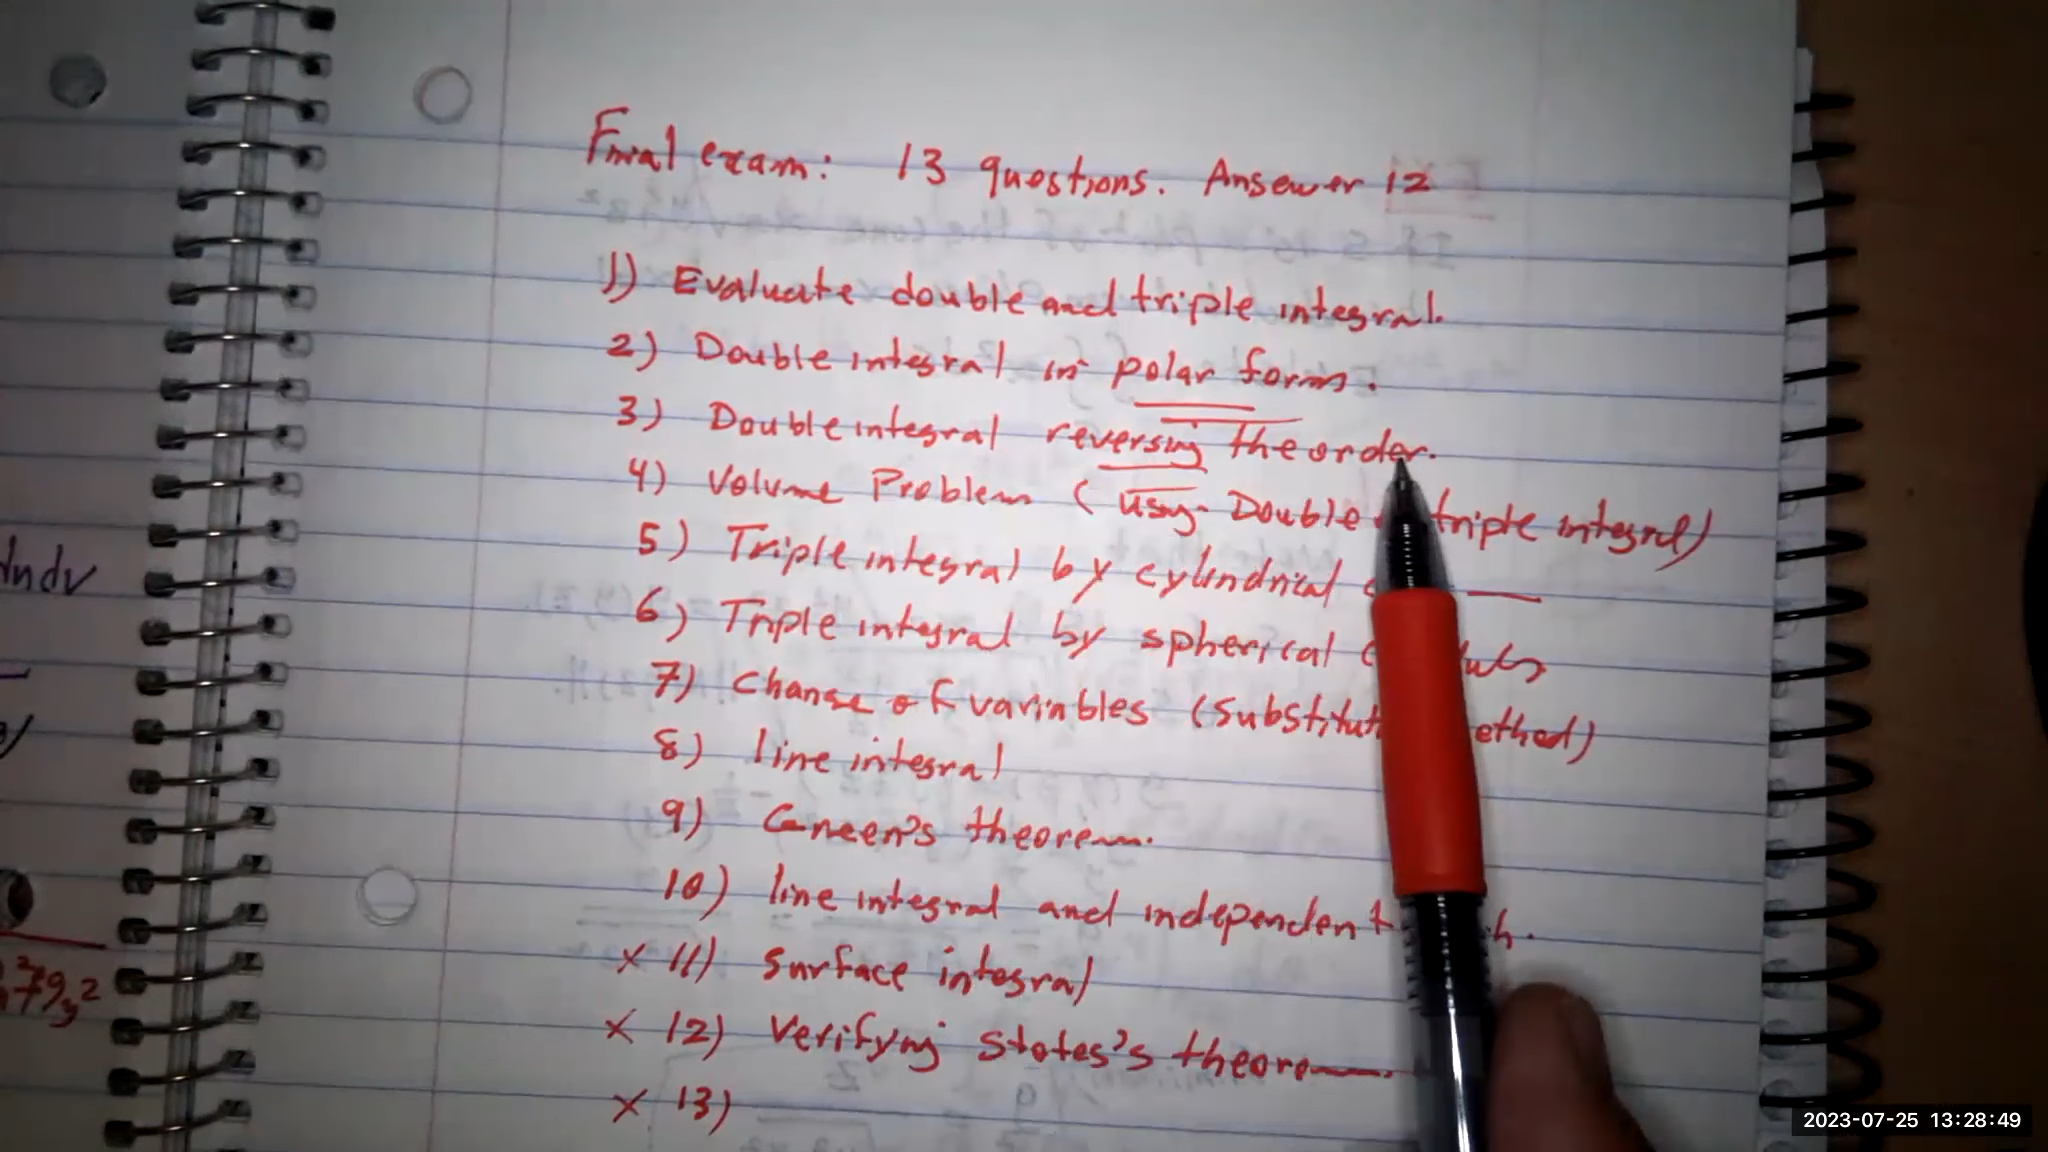 Final exam: 13 questions. Ansewer 12
1) Evaluate double and triple integral.
2) Double integral in polar form.
3) Double integral reversing the order.
4) Volume Problem (using Double triple integral)
5) Triple integral by cylindrical
6) Triple integral by spherical
7) Change of variables (Substitut ethod)
8) line integral
9) Green's theorem.
10) line integral and independent h.
x 11) Surface integral
x 12) Verifying Stotes's theorem.
x 13)
dndv
2023-07-25 13:28:49